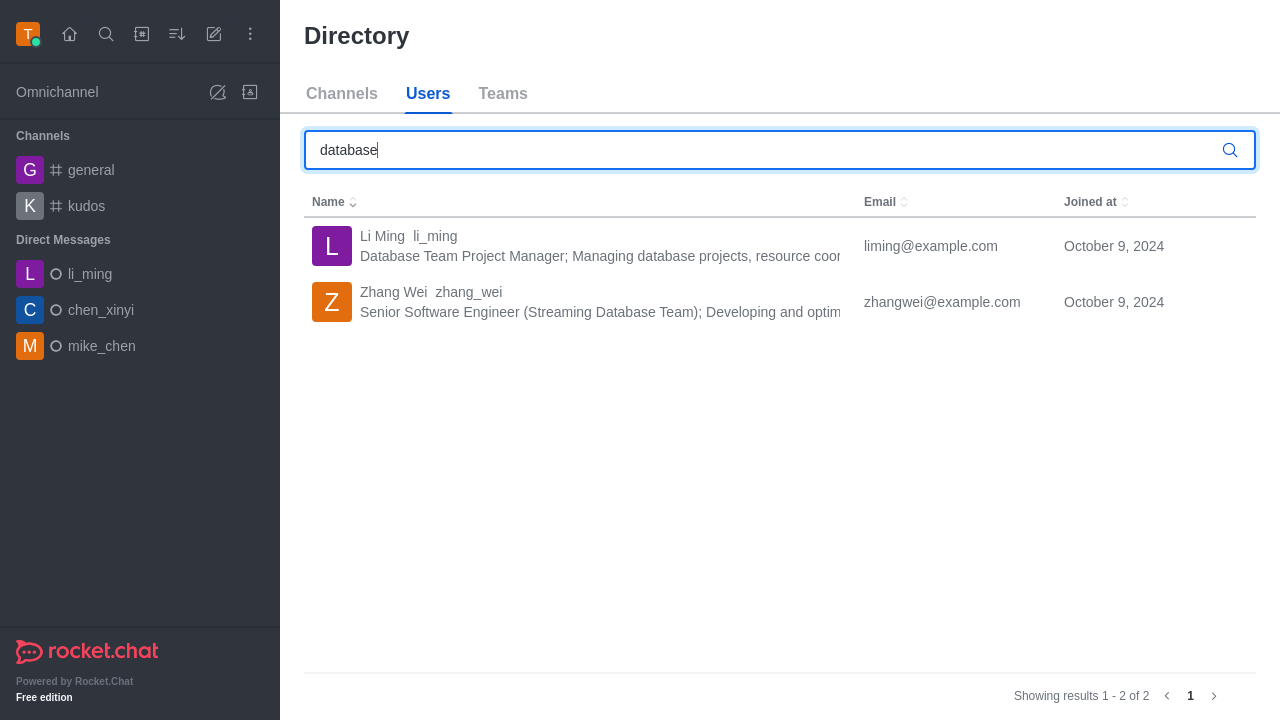 T
Omnichannel
Channels
G general
K kudos
Direct Messages
L li_ming
C chen_xinyi
M mike_chen
rocket.chat
Powered by Rocket.Chat
Free edition
Directory
Channels Users Teams
database
Name Email Joined at
L Li Ming li_ming liming@example.com October 9, 2024
Database Team Project Manager; Managing database projects, resource coor
Z Zhang Wei zhang_wei zhangwei@example.com October 9, 2024
Senior Software Engineer (Streaming Database Team); Developing and optim
Showing results 1 - 2 of 2 1